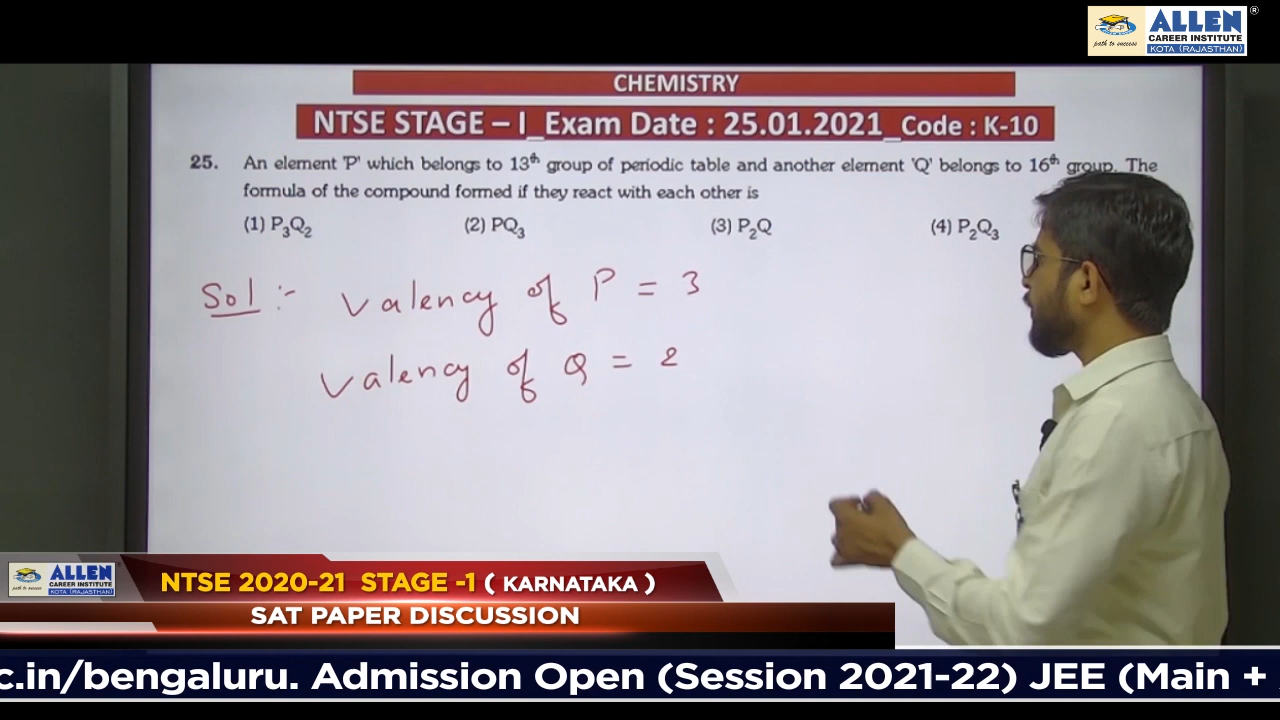 ALLEN ®
CAREER INSTITUTE
path to success
KOTA (RAJASTHAN)
CHEMISTRY
NTSE STAGE – I_Exam Date : 25.01.2021_Code : K-10
25. An element 'P' which belongs to 13th group of periodic table and another element 'Q' belongs to 16th group. The
formula of the compound formed if they react with each other is
(1) P₃Q₂ (2) PQ₃ (3) P₂Q (4) P₂Q₃
Sol :- Valency of P = 3
Valency of Q = 2
ALLEN
CAREER INSTITUTE
KOTA (RAJASTHAN)
NTSE 2020-21 STAGE -1 ( KARNATAKA )
SAT PAPER DISCUSSION
c.in/bengaluru. Admission Open (Session 2021-22) JEE (Main +